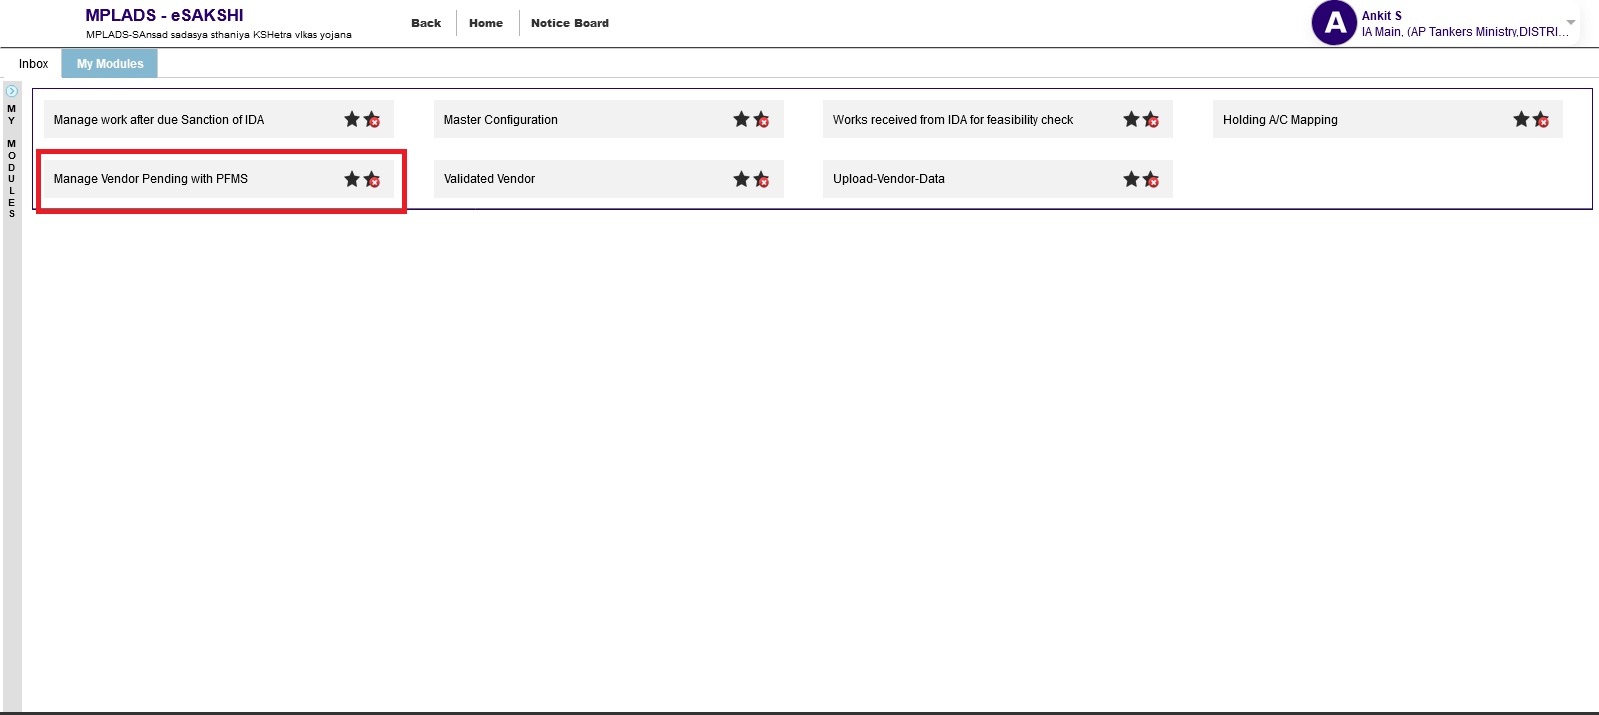 MPLADS - eSAKSHI
MPLADS-SAnsad sadasya sthaniya KSHetra vIkas yojana
Back
Home
Notice Board
A
Ankit S
IA Main, (AP Tankers Ministry,DISTRI...
Inbox
My Modules
MY MODULES
Manage work after due Sanction of IDA
Master Configuration
Works received from IDA for feasibility check
Holding A/C Mapping
Manage Vendor Pending with PFMS
Validated Vendor
Upload-Vendor-Data